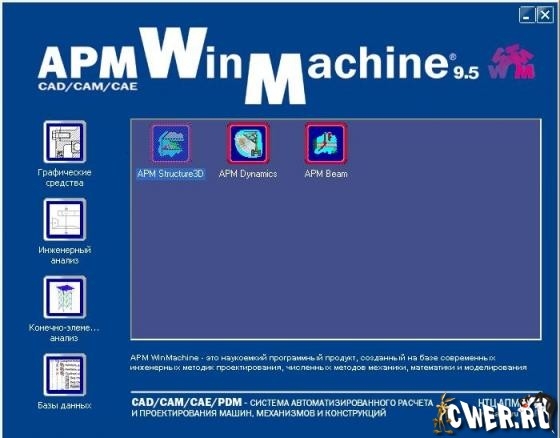 APM WinMachine® 9.5
CAD/CAM/CAE
Графические
средства
Инженерный
анализ
Конечно-элеме...
анализ
Базы данных
APM Structure3D
APM Dynamics
APM Beam
APM WinMachine - это наукоемкий программный продукт, созданный на базе современных
инженерных методик проектирования, численных методов механики, математики и моделирования
CAD/CAM/CAE/PDM - СИСТЕМА АВТОМАТИЗИРОВАННОГО РАСЧЕТА
И ПРОЕКТИРОВАНИЯ МАШИН, МЕХАНИЗМОВ И КОНСТРУКЦИЙ
НТЦ АПМ
CWER.RU